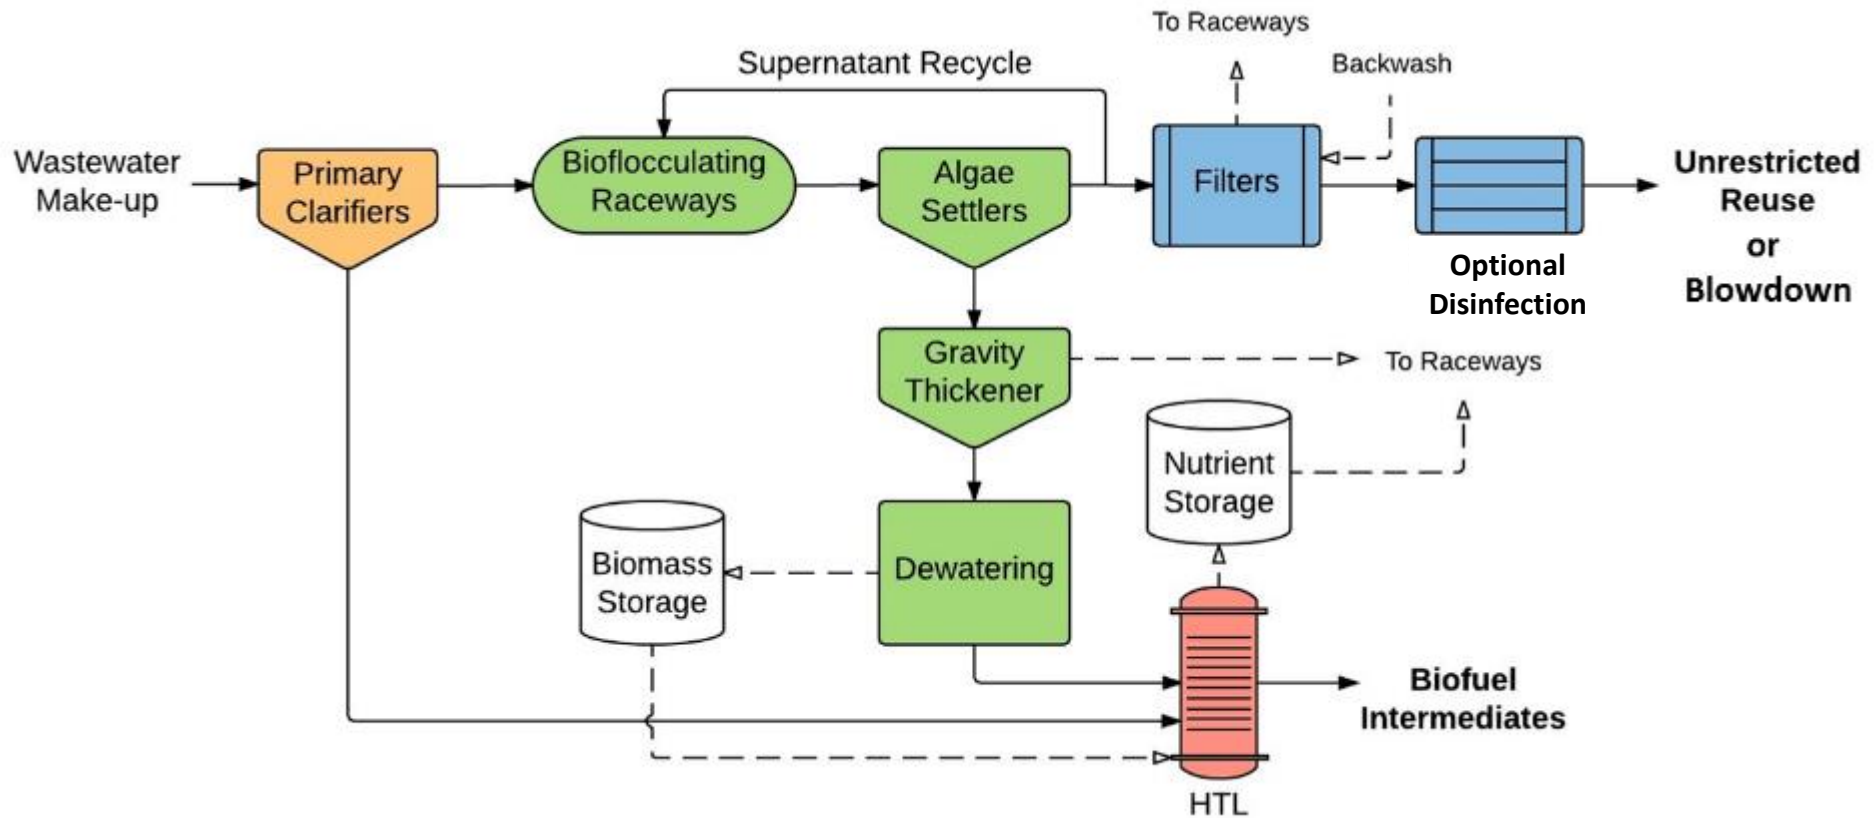 To Raceways
Supernatant Recycle
Backwash
Wastewater
Make-up
Primary
Clarifiers
Bioflocculating
Raceways
Algae
Settlers
Filters
Optional
Disinfection
Unrestricted
Reuse
or
Blowdown
Gravity
Thickener
To Raceways
Nutrient
Storage
Biomass
Storage
Dewatering
Biofuel
Intermediates
HTL